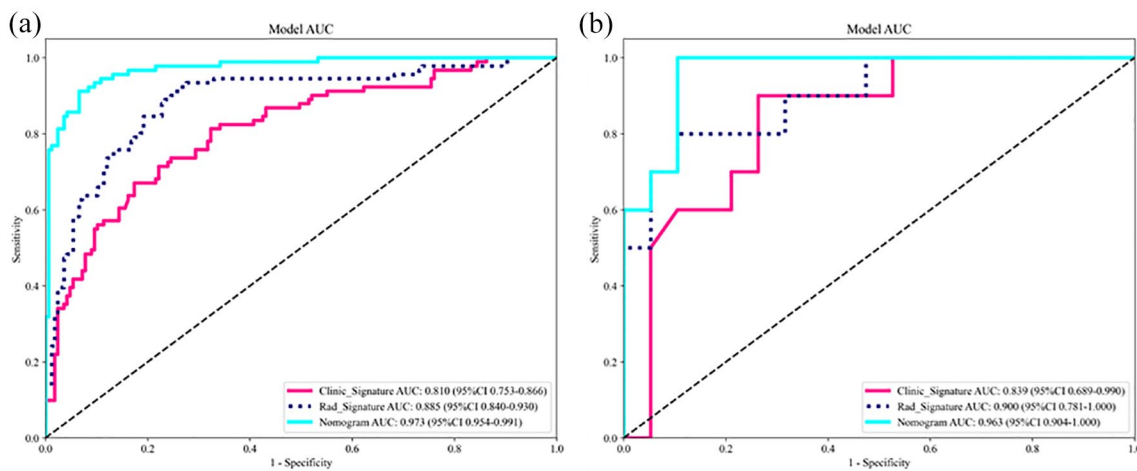 (a)
Model AUC
1.0
0.8
0.6
0.4
0.2
0.0
Sensitivity
Clinic_Signature AUC: 0.810 (95%CI 0.753-0.866)
Rad_Signature AUC: 0.885 (95%CI 0.840-0.930)
Nomogram AUC: 0.973 (95%CI 0.954-0.991)
0.2 0.4 0.6 0.8 1.0
1 - Specificity
(b)
Model AUC
1.0
0.8
0.6
0.4
0.2
0.0
Sensitivity
Clinic_Signature AUC: 0.839 (95%CI 0.689-0.990)
Rad_Signature AUC: 0.900 (95%CI 0.781-1.000)
Nomogram AUC: 0.963 (95%CI 0.904-1.000)
0.2 0.4 0.6 0.8 1.0
1 - Specificity